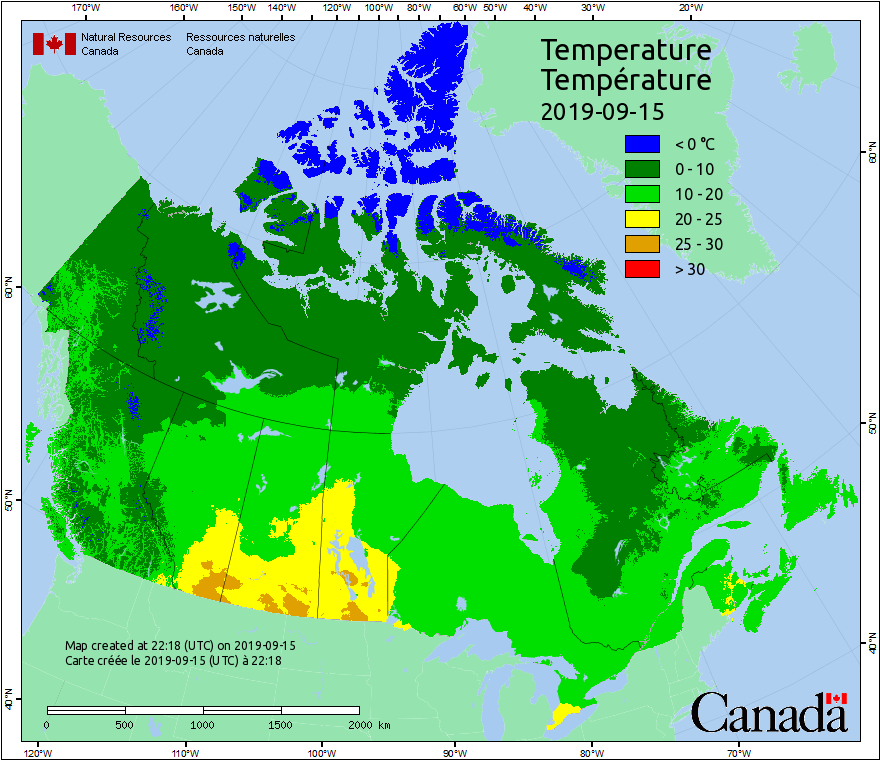 170°W 160°W 150°W 140°W 120°W 100°W 80°W 60°W 50°W 40°W 30°W 20°W
Natural Resources Ressources naturelles
Canada Canada
Temperature
Température
2019-09-15
< 0 °C
0 - 10
10 - 20
20 - 25
25 - 30
> 30
60°N
60°N
50°N
50°N
40°N
40°N
Map created at 22:18 (UTC) on 2019-09-15
Carte créée le 2019-09-15 (UTC) à 22:18
0 500 1000 1500 2000 km
Canada
120°W 110°W 100°W 90°W 80°W 70°W